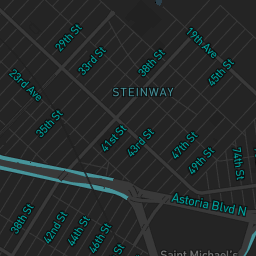 29th St
33rd St
19th Ave
38th St
45th St
23rd Ave
STEINWAY
35th St
41st St
43rd St
47th St
49th St
74th St
Astoria Blvd N
38th St
42nd St
44th St
46th St
Saint Michael's